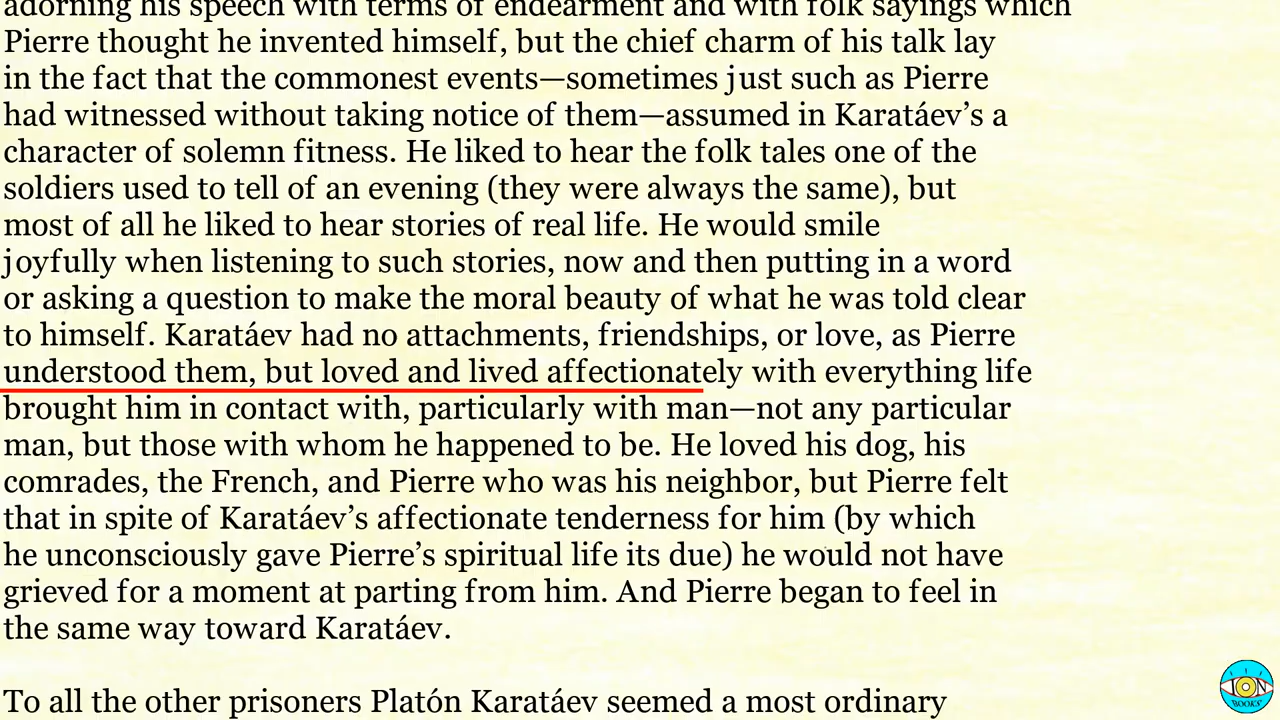 adorning his speech with terms of endearment and with folk sayings which
Pierre thought he invented himself, but the chief charm of his talk lay
in the fact that the commonest events—sometimes just such as Pierre
had witnessed without taking notice of them—assumed in Karatáev’s a
character of solemn fitness. He liked to hear the folk tales one of the
soldiers used to tell of an evening (they were always the same), but
most of all he liked to hear stories of real life. He would smile
joyfully when listening to such stories, now and then putting in a word
or asking a question to make the moral beauty of what he was told clear
to himself. Karatáev had no attachments, friendships, or love, as Pierre
understood them, but loved and lived affectionately with everything life
brought him in contact with, particularly with man—not any particular
man, but those with whom he happened to be. He loved his dog, his
comrades, the French, and Pierre who was his neighbor, but Pierre felt
that in spite of Karatáev’s affectionate tenderness for him (by which
he unconsciously gave Pierre’s spiritual life its due) he would not have
grieved for a moment at parting from him. And Pierre began to feel in
the same way toward Karatáev.
To all the other prisoners Platón Karatáev seemed a most ordinary
ION
BOOKS